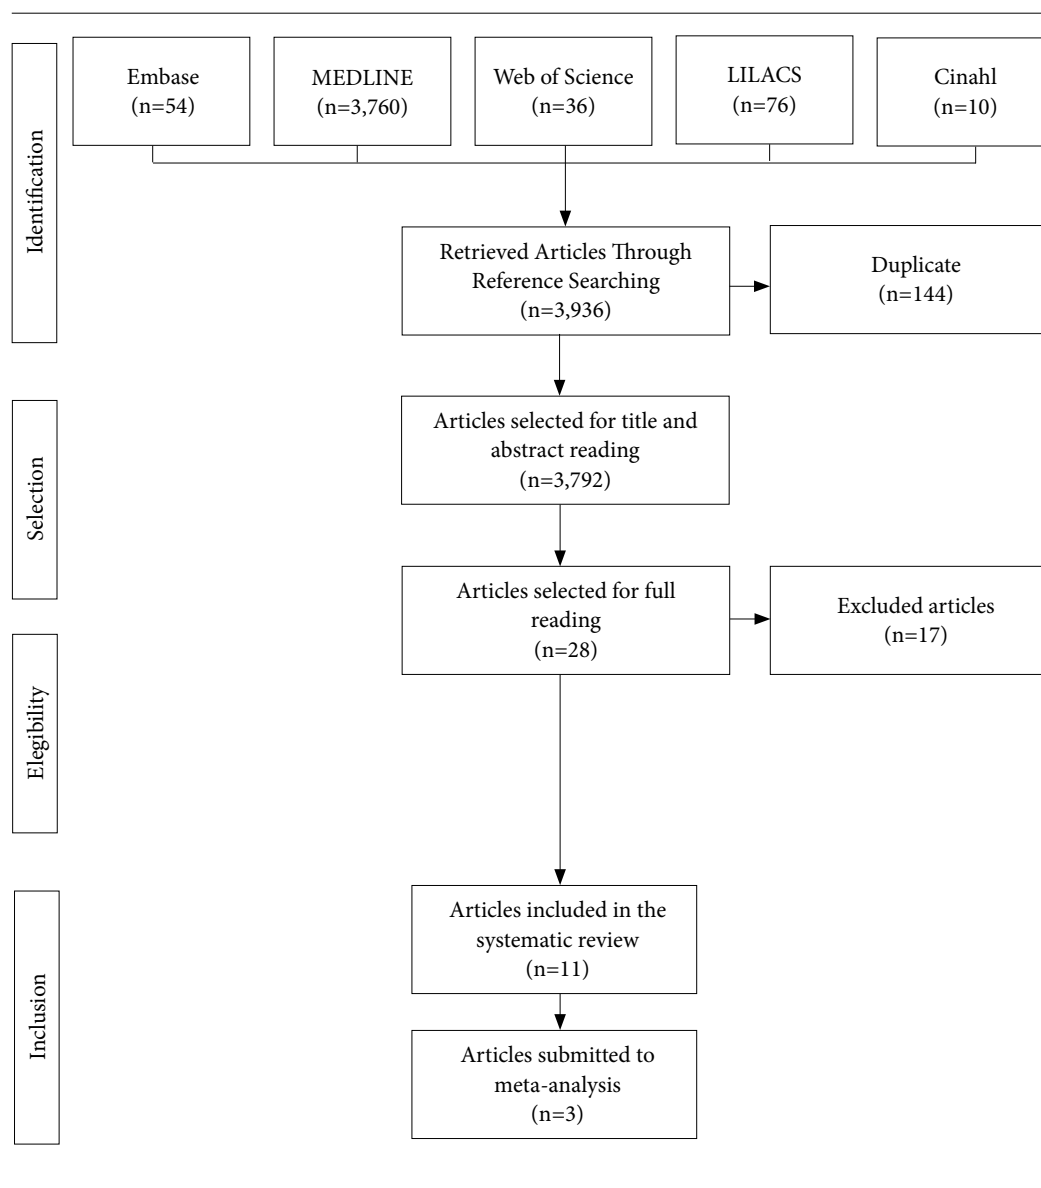 Embase
(n=54)
MEDLINE
(n=3,760)
Web of Science
(n=36)
LILACS
(n=76)
Cinahl
(n=10)
Identification
Retrieved Articles Through
Reference Searching
(n=3,936)
Duplicate
(n=144)
Selection
Articles selected for title and
abstract reading
(n=3,792)
Articles selected for full
reading
(n=28)
Excluded articles
(n=17)
Elegibility
Inclusion
Articles included in the
systematic review
(n=11)
Articles submitted to
meta-analysis
(n=3)